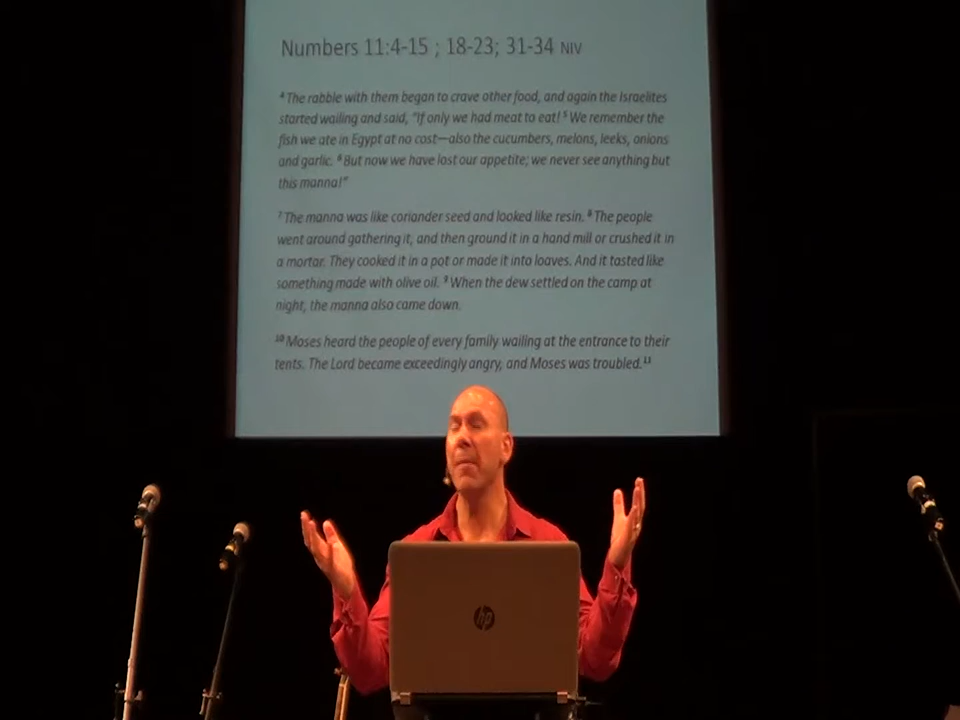 Numbers 11:4-15 ; 18-23; 31-34 NIV
⁴ The rabble with them began to crave other food, and again the Israelites
started wailing and said, “If only we had meat to eat! ⁵ We remember the
fish we ate in Egypt at no cost—also the cucumbers, melons, leeks, onions
and garlic. ⁶ But now we have lost our appetite; we never see anything but
this manna!”
⁷ The manna was like coriander seed and looked like resin. ⁸ The people
went around gathering it, and then ground it in a hand mill or crushed it in
a mortar. They cooked it in a pot or made it into loaves. And it tasted like
something made with olive oil. ⁹ When the dew settled on the camp at
night, the manna also came down.
¹⁰ Moses heard the people of every family wailing at the entrance to their
tents. The Lord became exceedingly angry, and Moses was troubled. ¹¹
hp